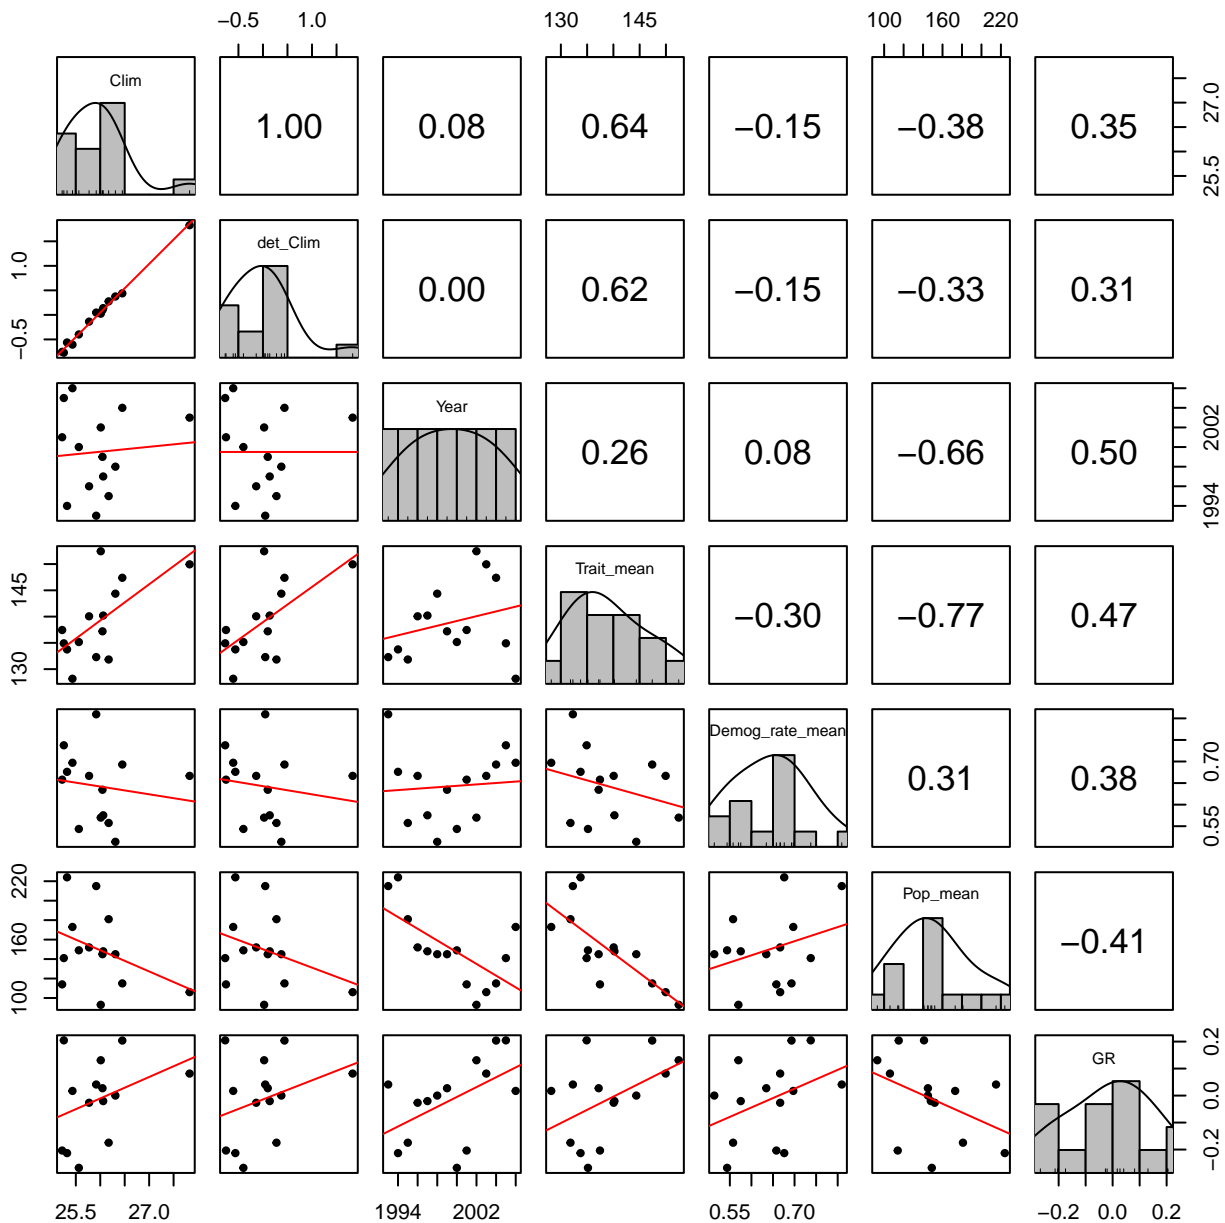 −0.5 1.0 130 145 100 160 220
Clim 1.00 0.08 0.64 −0.15 −0.38 0.35 25.5 27.0
−0.5 1.0 det_Clim 0.00 0.62 −0.15 −0.33 0.31
Year 0.26 0.08 −0.66 0.50 1994 2002
130 145 Trait_mean −0.30 −0.77 0.47
Demog_rate_mean 0.31 0.38 0.55 0.70
100 160 220 Pop_mean −0.41
GR −0.2 0.0 0.2
25.5 27.0 1994 2002 0.55 0.70 −0.2 0.0 0.2